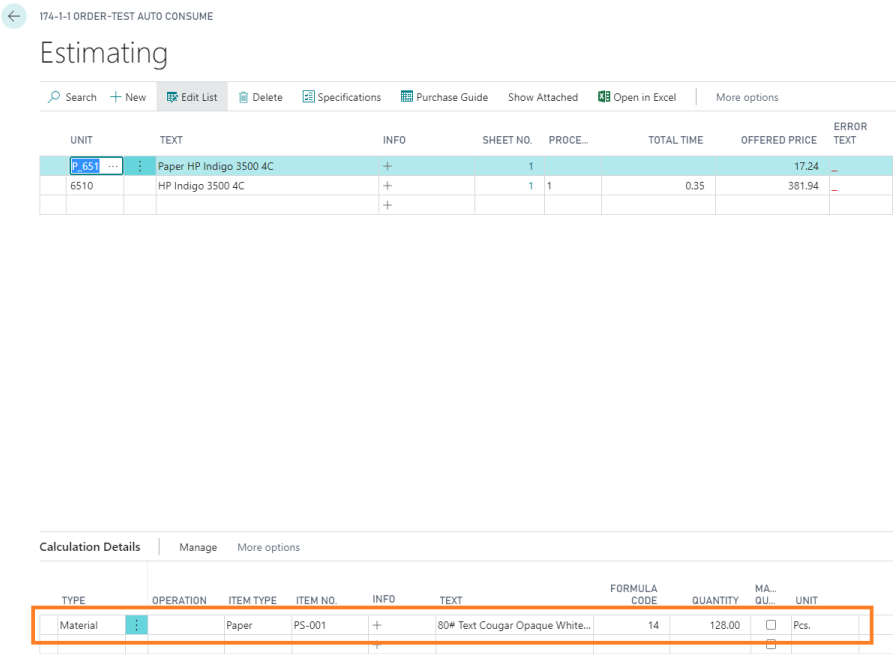 174-1-1 ORDER-TEST AUTO CONSUME
Estimating
Search New Edit List Delete Specifications Purchase Guide Show Attached Open in Excel More options
UNIT TEXT INFO SHEET NO. PROCE... TOTAL TIME OFFERED PRICE ERROR TEXT
P_651 ... Paper HP Indigo 3500 4C + 1 17.24 _
6510 HP Indigo 3500 4C + 1 1 0.35 381.94 _
+
Calculation Details Manage More options
TYPE OPERATION ITEM TYPE ITEM NO. INFO TEXT FORMULA CODE QUANTITY MA... QU... UNIT
Material Paper PS-001 + 80# Text Cougar Opaque White... 14 128.00 Pcs.
+